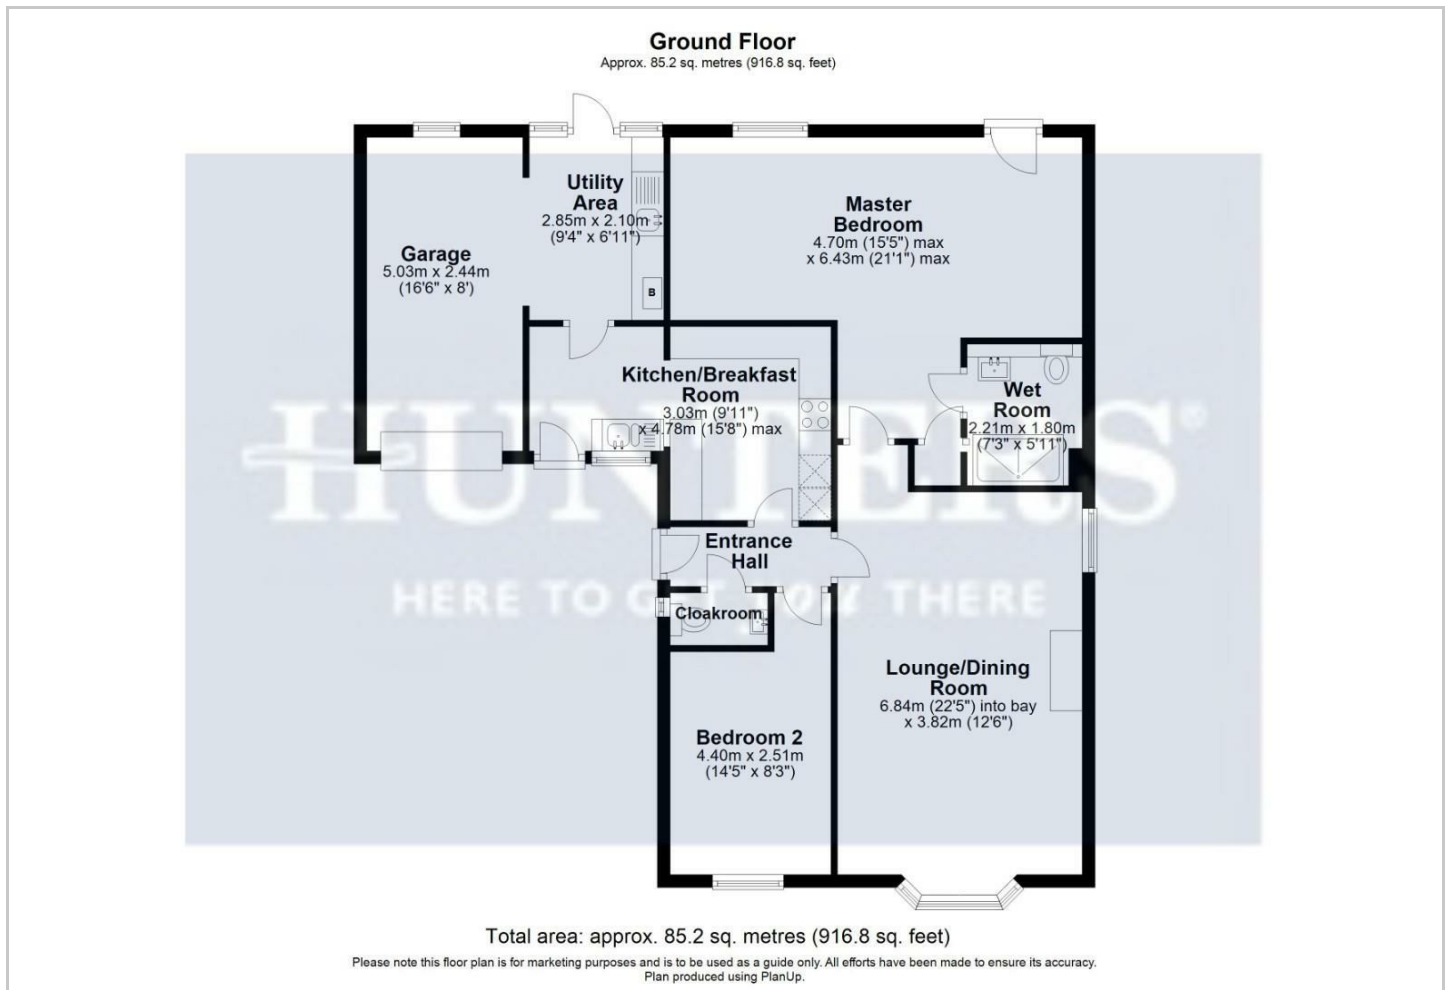 Ground Floor
Approx. 85.2 sq. metres (916.8 sq. feet)
Utility
Area
2.85m x 2.10m
(9'4" x 6'11")
Master
Bedroom
4.70m (15'5") max
x 6.43m (21'1") max
Garage
5.03m x 2.44m
(16'6" x 8')
B
Kitchen/Breakfast
Room
3.03m (9'11")
x 4.78m (15'8") max
Wet
Room
2.21m x 1.80m
(7'3" x 5'11")
HUNTERS®
Entrance
Hall
HERE TO GET YOU THERE
Cloakroom
Lounge/Dining
Room
6.84m (22'5") into bay
x 3.82m (12'6")
Bedroom 2
4.40m x 2.51m
(14'5" x 8'3")
Total area: approx. 85.2 sq. metres (916.8 sq. feet)
Please note this floor plan is for marketing purposes and is to be used as a guide only. All efforts have been made to ensure its accuracy.
Plan produced using PlanUp.